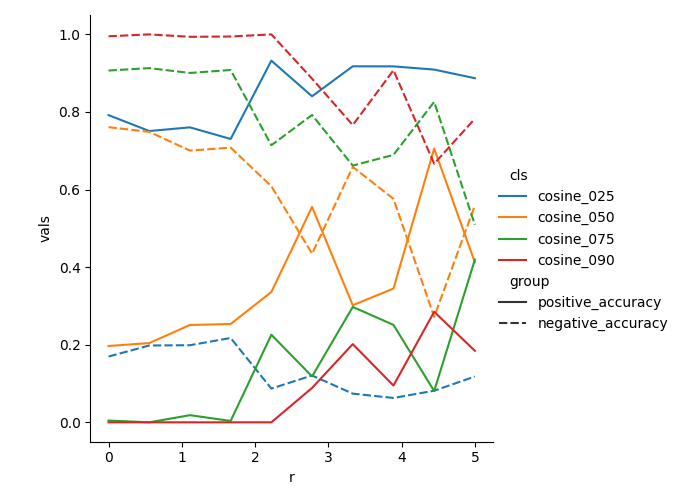 1.0
0.8
0.6
0.4
0.2
0.0
vals
0 1 2 3 4 5
r
cls
cosine_025
cosine_050
cosine_075
cosine_090
group
positive_accuracy
negative_accuracy